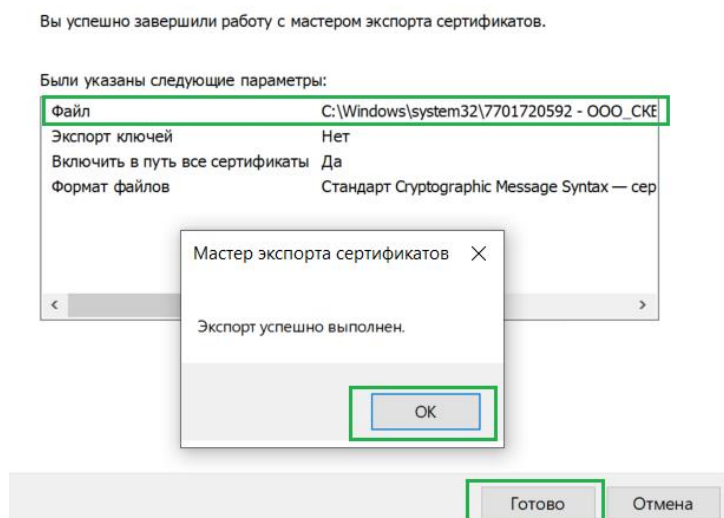 Вы успешно завершили работу с мастером экспорта сертификатов.
Были указаны следующие параметры:
Файл C:\Windows\system32\7701720592 - ООО_СКБ
Экспорт ключей Нет
Включить в путь все сертификаты Да
Формат файлов Стандарт Cryptographic Message Syntax — сер
Мастер экспорта сертификатов
Экспорт успешно выполнен.
ОК
Готово Отмена